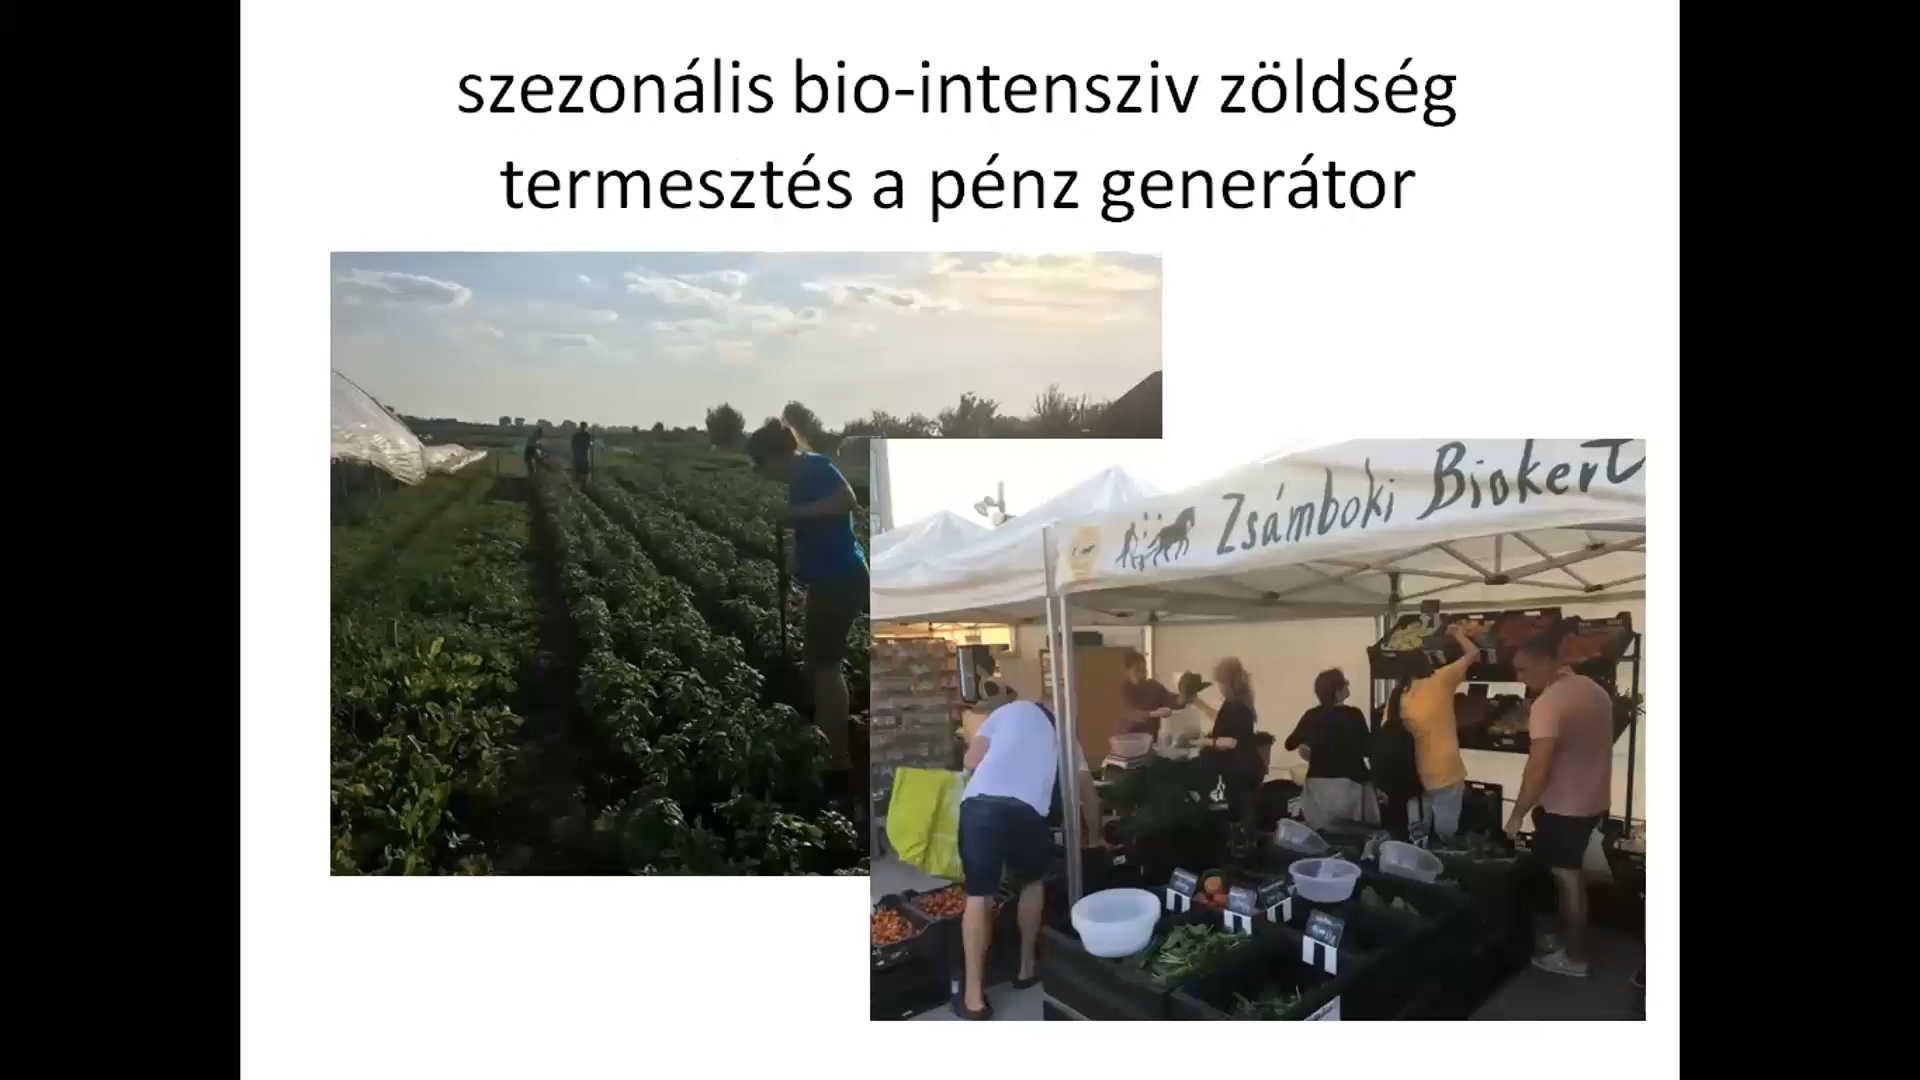 szezonális bio-intensziv zöldség
termesztés a pénz generátor
Zsámboki Biokert